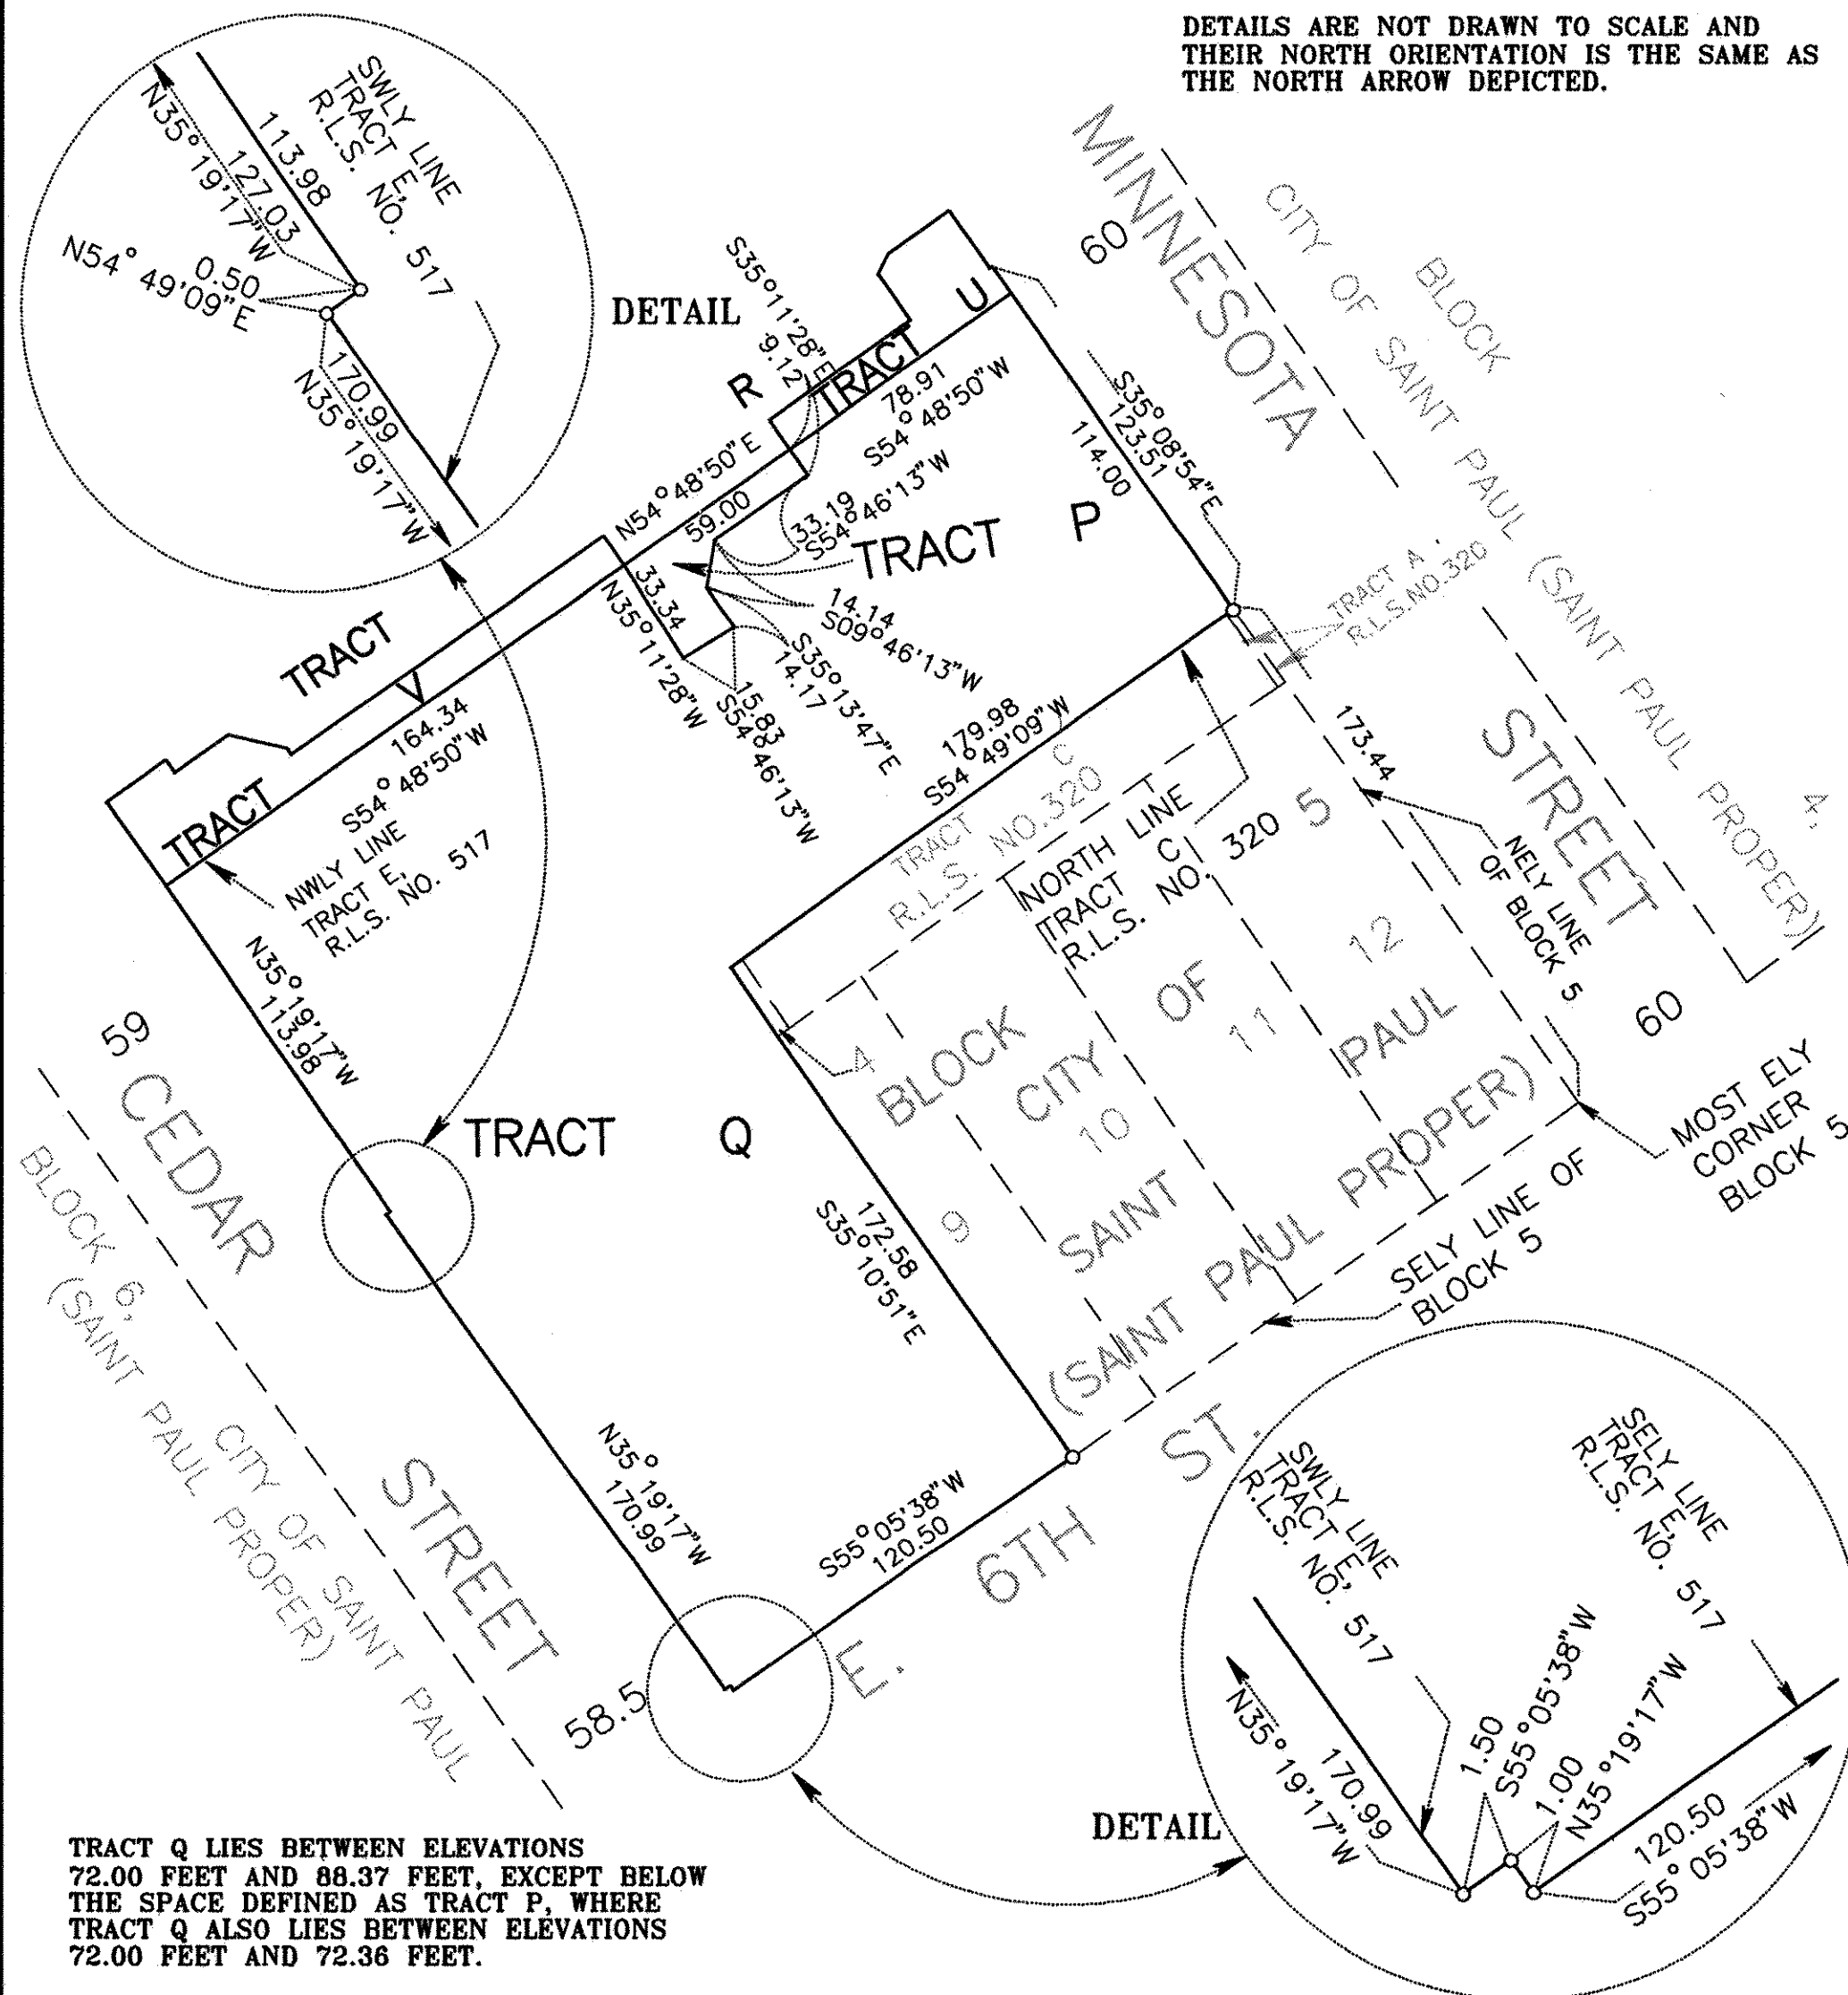 DETAILS ARE NOT DRAWN TO SCALE AND
THEIR NORTH ORIENTATION IS THE SAME AS
THE NORTH ARROW DEPICTED.
SWLY LINE
TRACT E,
R.L.S. NO. 517
113.98
127.03
N35°19'17"W
0.50
N54°49'09"E
170.99
N35°19'17"W
DETAIL
MINNESOTA
60
CITY OF SAINT PAUL (SAINT PAUL PROPER)
BLOCK
4,
STREET
60
S35°11'28"E
9.12
R
TRACT
U
78.91
S54°48'50"W
S35°08'54"E
123.51
114.00
N54°48'50"E
59.00
33.19
S54°46'13"W
TRACT P
33.34
N35°11'28"W
14.14
S09°46'13"W
S35°13'47"E
14.17
15.83
S54°46'13"W
TRACT A,
R.L.S.NO.320
TRACT
V
164.34
S54°48'50"W
TRACT
NWLY LINE
TRACT E,
R.L.S. NO. 517
179.98
S54°49'09"W
TRACT C,
R.L.S. NO.320
NORTH LINE
TRACT C,
R.L.S. NO. 320
5
173.44
NELY LINE
OF BLOCK 5
N35°19'17"W
113.98
59
CEDAR
STREET
58.5
BLOCK 6,
CITY OF SAINT PAUL
(SAINT PAUL PROPER)
TRACT Q
4
BLOCK
CITY OF
SAINT PAUL
(SAINT PAUL PROPER)
9
10
11
12
MOST ELY
CORNER
BLOCK 5
172.58
S35°10'51"E
SELY LINE OF
BLOCK 5
N35°19'17"W
170.99
S55°05'38"W
120.50
E. 6TH ST.
SWLY LINE
TRACT E,
R.L.S. NO. 517
SELY LINE
TRACT E,
R.L.S. NO. 517
170.99
N35°19'17"W
1.50
S55°05'38"W
1.00
N35°19'17"W
120.50
S55°05'38"W
DETAIL
TRACT Q LIES BETWEEN ELEVATIONS
72.00 FEET AND 88.37 FEET, EXCEPT BELOW
THE SPACE DEFINED AS TRACT P, WHERE
TRACT Q ALSO LIES BETWEEN ELEVATIONS
72.00 FEET AND 72.36 FEET.